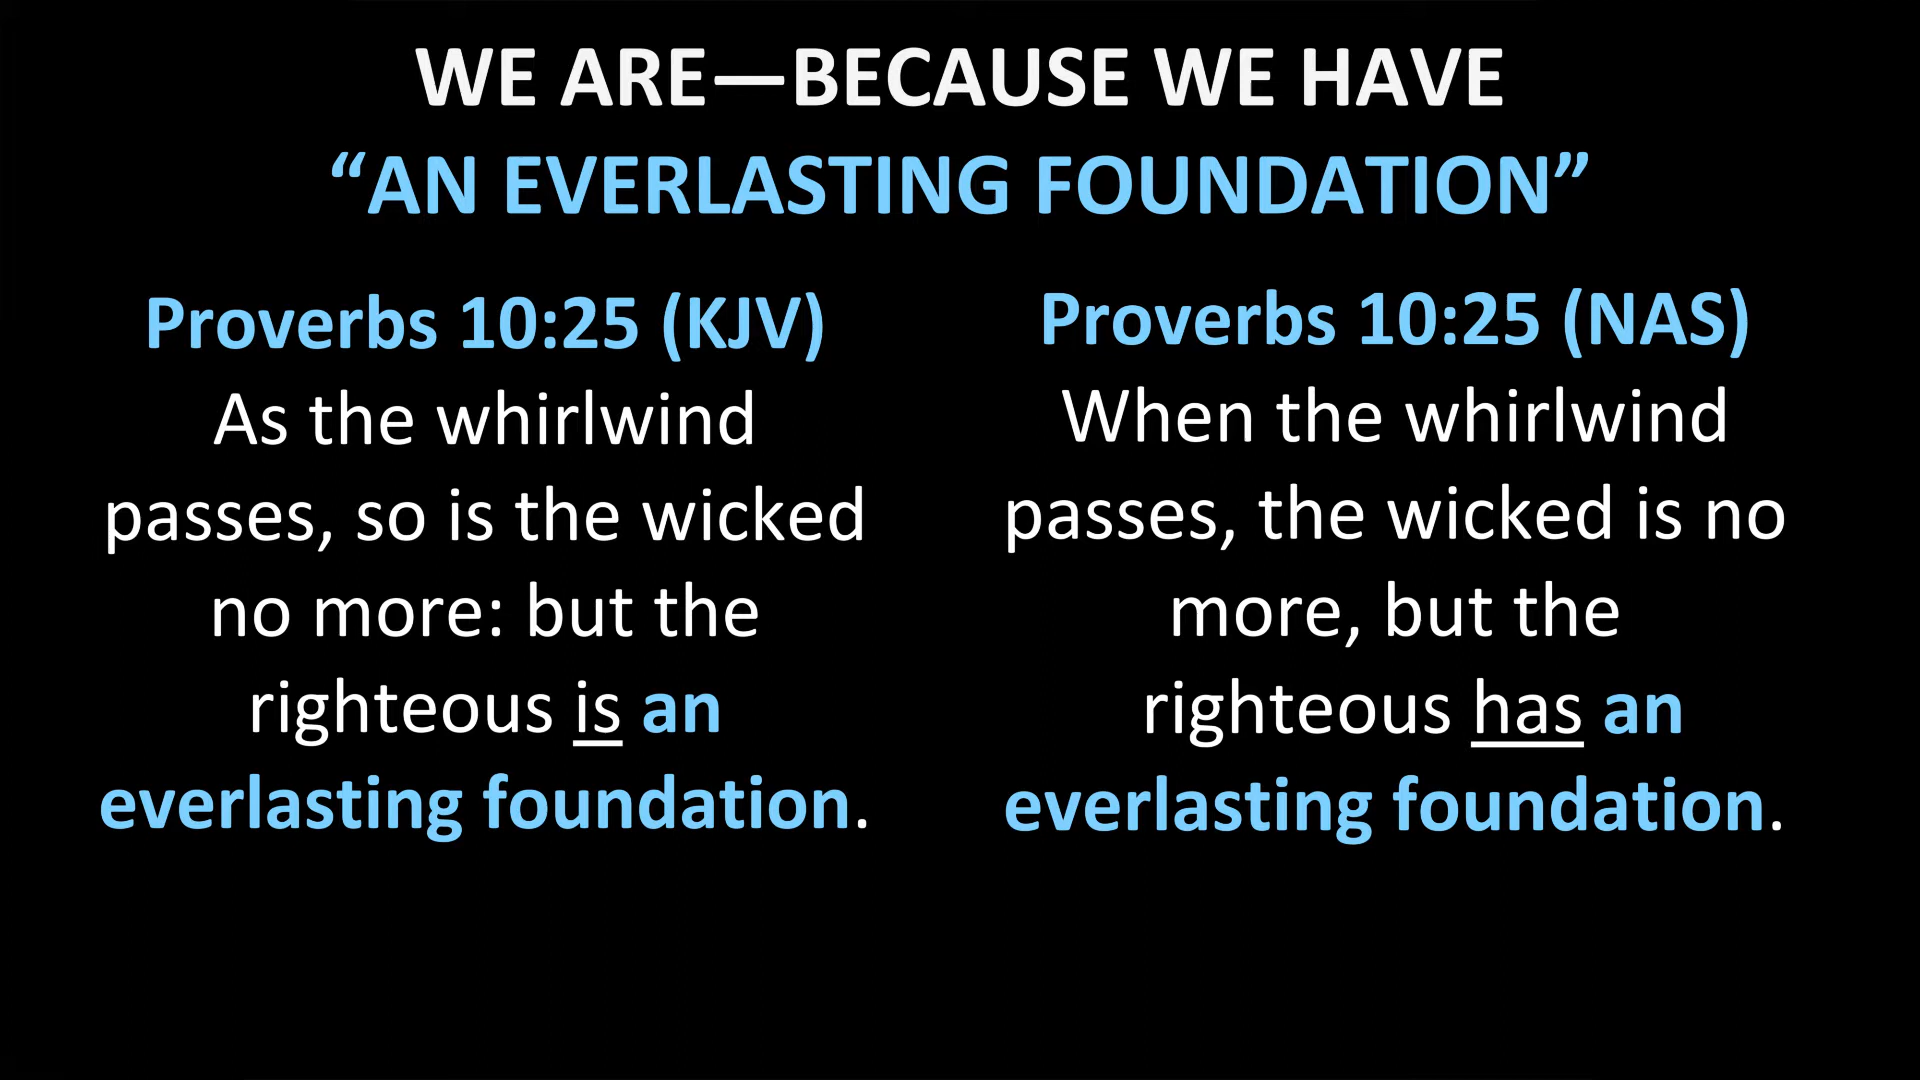 WE ARE—BECAUSE WE HAVE
“AN EVERLASTING FOUNDATION”
Proverbs 10:25 (KJV)
As the whirlwind
passes, so is the wicked
no more: but the
righteous is an
everlasting foundation.
Proverbs 10:25 (NAS)
When the whirlwind
passes, the wicked is no
more, but the
righteous has an
everlasting foundation.